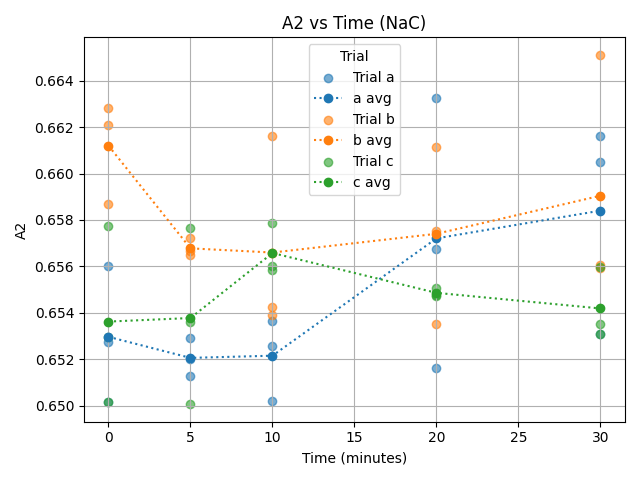 A2 vs Time (NaC)
Trial
Trial a
a avg
Trial b
b avg
Trial c
c avg
0.664
0.662
0.660
0.658
0.656
0.654
0.652
0.650
A2
0 5 10 15 20 25 30
Time (minutes)